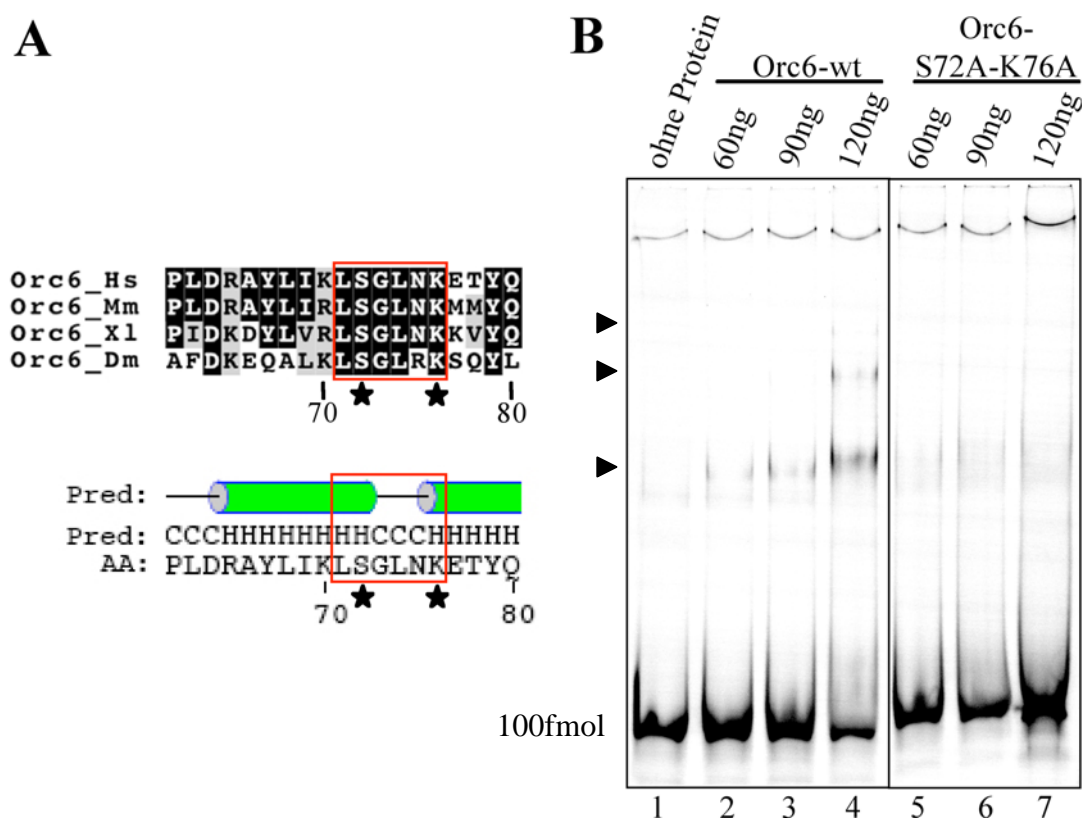 A
Orc6_Hs PLDRAYLIKLSGLNKETYQ
Orc6_Mm PLDRAYLIRLSGLNKMMYQ
Orc6_Xl PIDKDYLVRLSGLNKKVYQ
Orc6_Dm AFDKEQALKLSGLRKSQYL
70 80
Pred:
Pred: CCCHHHHHHHHCCCHHHHH
AA: PLDRAYLIKLSGLNKETYQ
70 80
B
ohne Protein
Orc6-wt
60ng 90ng 120ng
Orc6-
S72A-K76A
60ng 90ng 120ng
100fmol
1 2 3 4 5 6 7